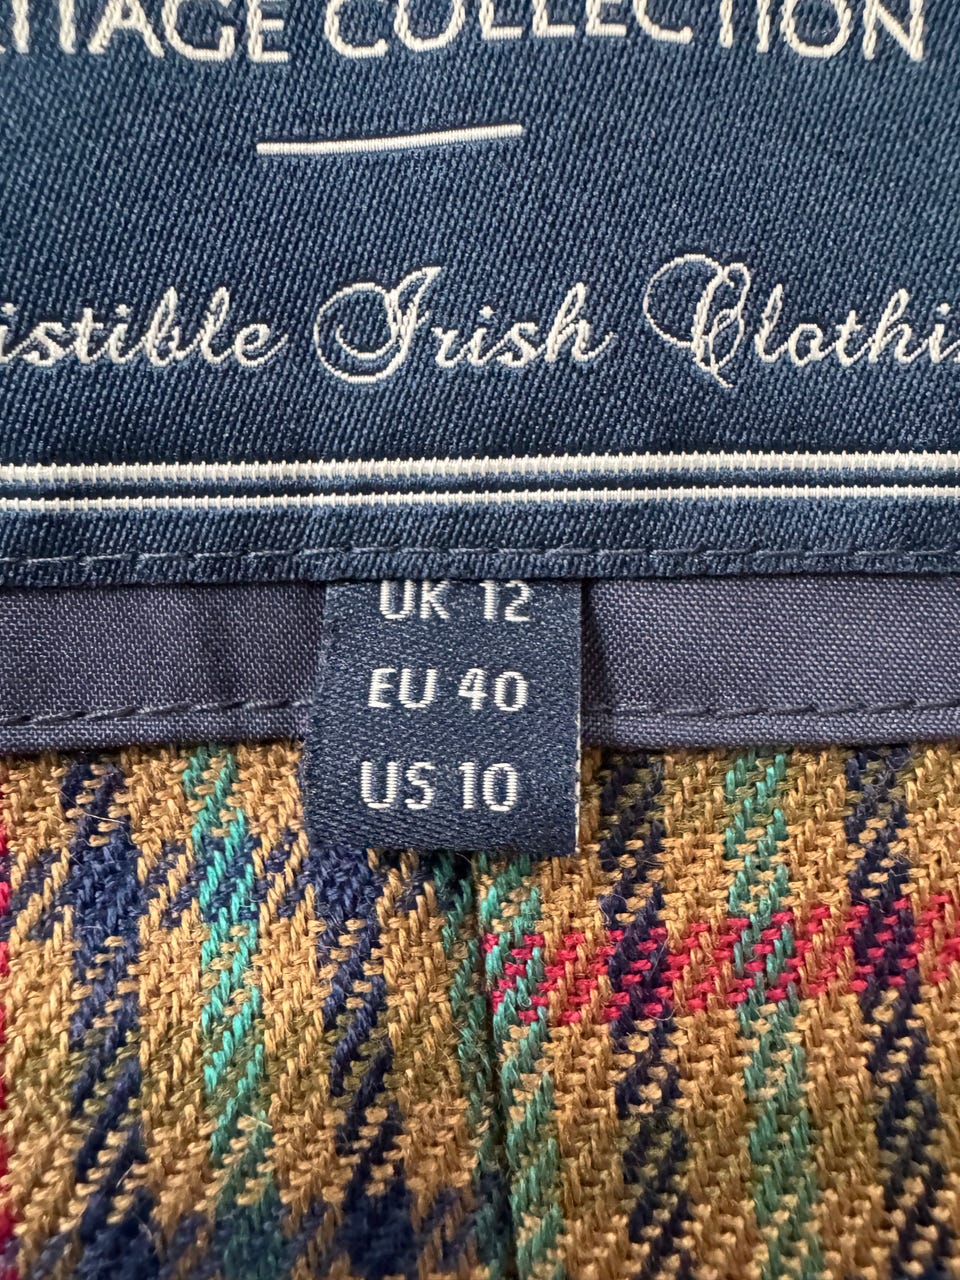 ITAGE COLLECTION
istible Irish Clothi
UK 12
EU 40
US 10